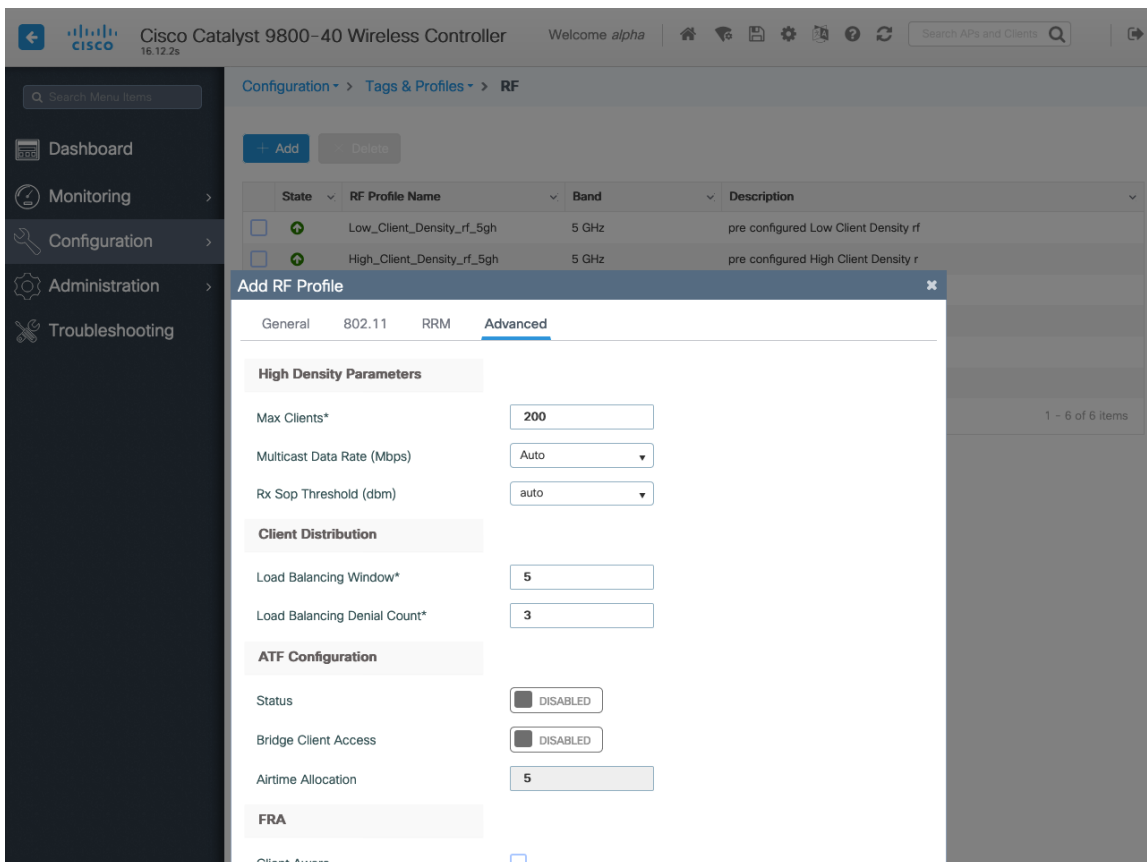 CISCO
Cisco Catalyst 9800-40 Wireless Controller
16.12.2s
Welcome alpha
Search APs and Clients
Search Menu Items
Dashboard
Monitoring
Configuration
Administration
Troubleshooting
Configuration > Tags & Profiles > RF
+ Add
× Delete
State RF Profile Name Band Description
Low_Client_Density_rf_5gh 5 GHz pre configured Low Client Density rf
High_Client_Density_rf_5gh 5 GHz pre configured High Client Density r
1 - 6 of 6 items
Add RF Profile
General 802.11 RRM Advanced
High Density Parameters
Max Clients* 200
Multicast Data Rate (Mbps) Auto
Rx Sop Threshold (dbm) auto
Client Distribution
Load Balancing Window* 5
Load Balancing Denial Count* 3
ATF Configuration
Status DISABLED
Bridge Client Access DISABLED
Airtime Allocation 5
FRA
Client Aware